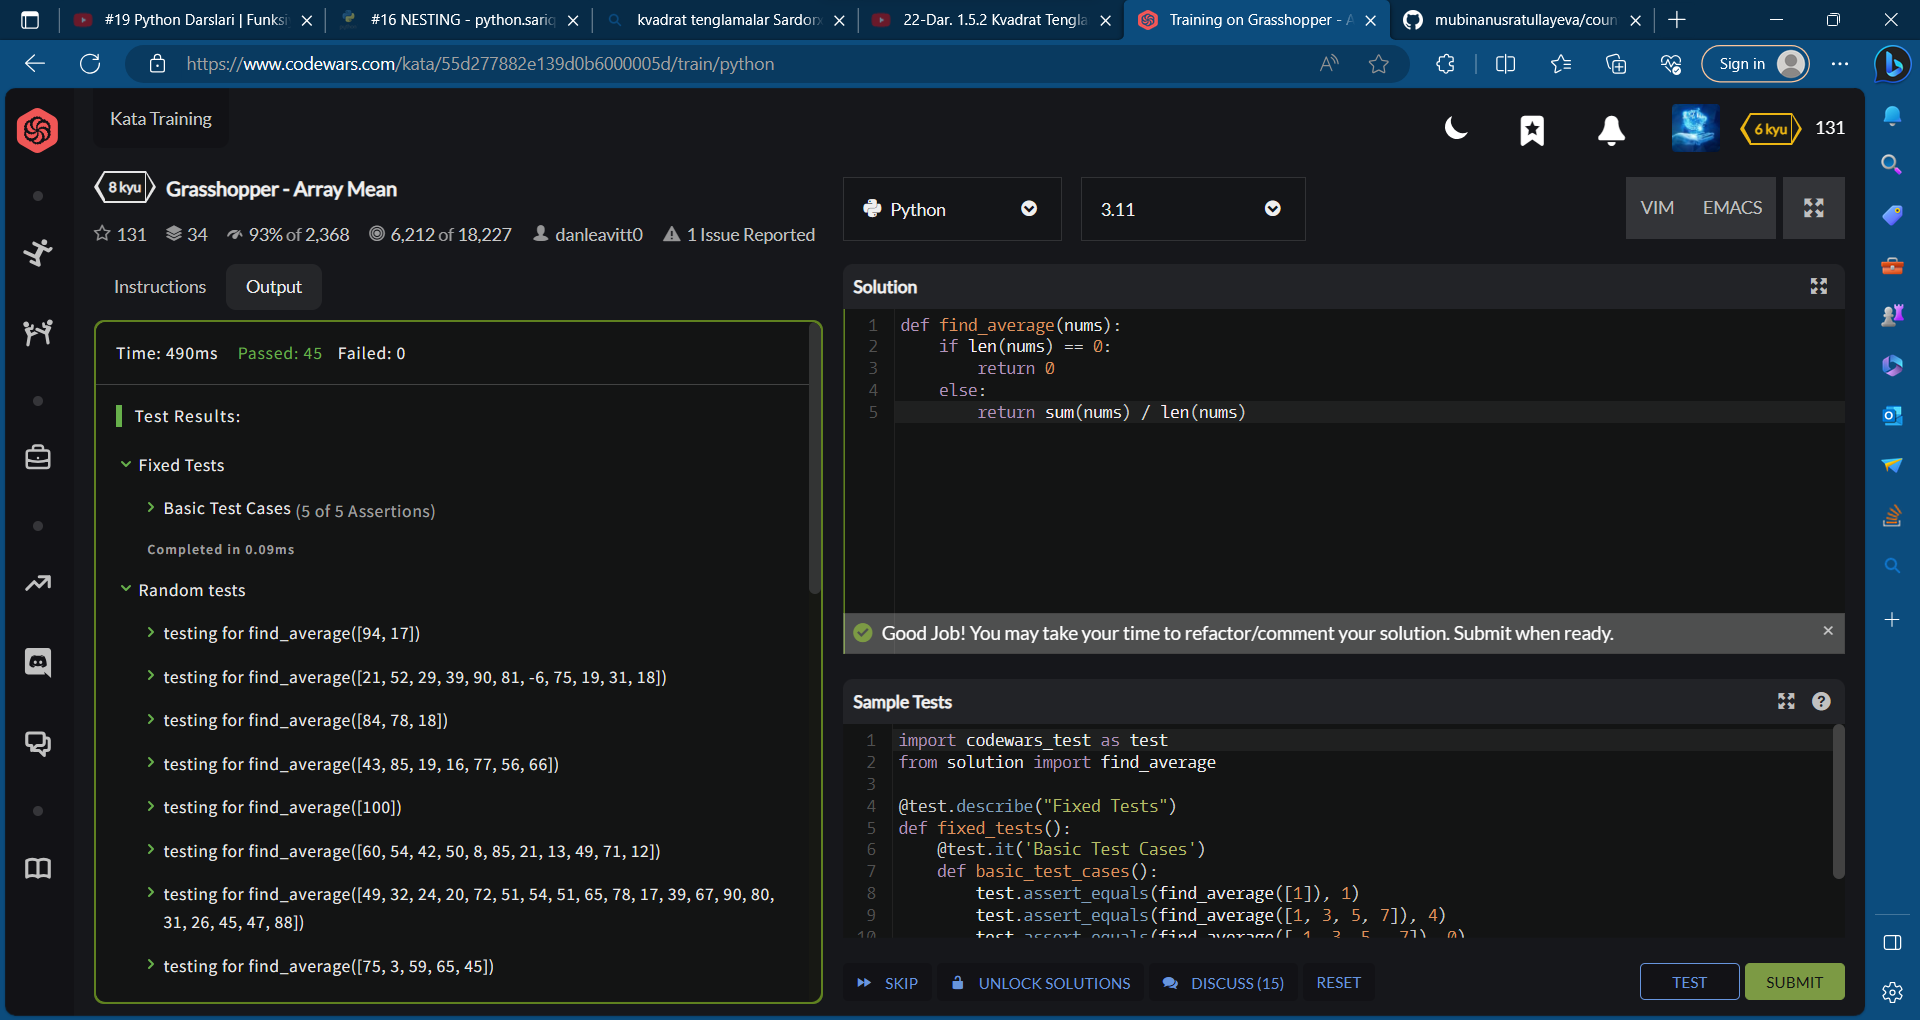 #19 Python Darslari | Funksi
#16 NESTING - python.sariq
kvadrat tenglamalar Sardor
22-Dar. 1.5.2 Kvadrat Tengla
Training on Grasshopper - A
mubinanusratullayeva/coun
https://www.codewars.com/kata/55d277882e139d0b6000005d/train/python
Sign in
Kata Training
6 kyu
131
8 kyu
Grasshopper - Array Mean
131
34
93% of 2,368
6,212 of 18,227
danleavitt0
1 Issue Reported
Python
3.11
VIM
EMACS
Instructions
Output
Time: 490ms Passed: 45 Failed: 0
Test Results:
Fixed Tests
Basic Test Cases (5 of 5 Assertions)
Completed in 0.09ms
Random tests
testing for find_average([94, 17])
testing for find_average([21, 52, 29, 39, 90, 81, -6, 75, 19, 31, 18])
testing for find_average([84, 78, 18])
testing for find_average([43, 85, 19, 16, 77, 56, 66])
testing for find_average([100])
testing for find_average([60, 54, 42, 50, 8, 85, 21, 13, 49, 71, 12])
testing for find_average([49, 32, 24, 20, 72, 51, 54, 51, 65, 78, 17, 39, 67, 90, 80,
31, 26, 45, 47, 88])
testing for find_average([75, 3, 59, 65, 45])
Solution
1 def find_average(nums):
2     if len(nums) == 0:
3         return 0
4     else:
5         return sum(nums) / len(nums)
Good Job! You may take your time to refactor/comment your solution. Submit when ready.
Sample Tests
1 import codewars_test as test
2 from solution import find_average
3
4 @test.describe("Fixed Tests")
5 def fixed_tests():
6     @test.it('Basic Test Cases')
7     def basic_test_cases():
8         test.assert_equals(find_average([1]), 1)
9         test.assert_equals(find_average([1, 3, 5, 7]), 4)
SKIP
UNLOCK SOLUTIONS
DISCUSS (15)
RESET
TEST
SUBMIT